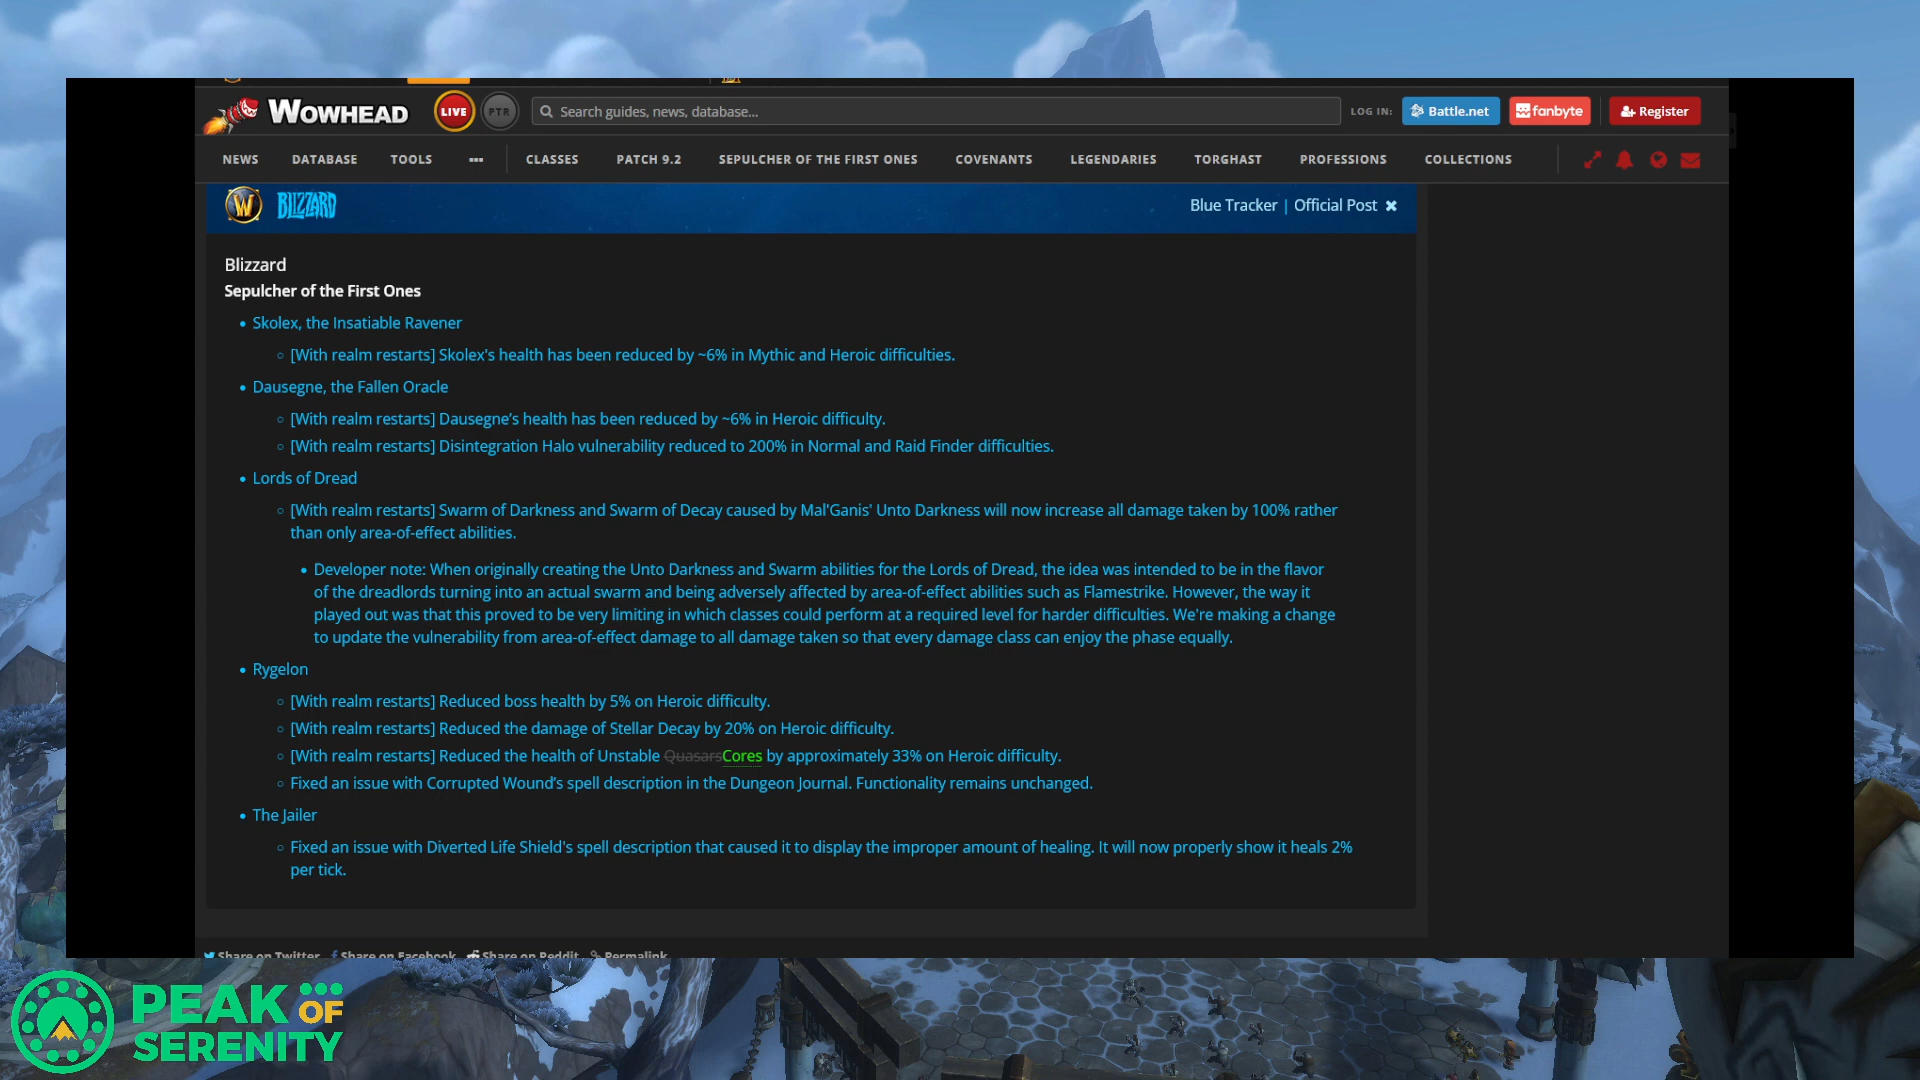 WOWHEAD
LIVE
PTR
Search guides, news, database...
LOG IN:
Battle.net
fanbyte
Register
NEWS DATABASE TOOLS ••• CLASSES PATCH 9.2 SEPULCHER OF THE FIRST ONES COVENANTS LEGENDARIES TORGHAST PROFESSIONS COLLECTIONS
BLIZZARD
Blue Tracker | Official Post ✖
Blizzard
Sepulcher of the First Ones
• Skolex, the Insatiable Ravener
○ [With realm restarts] Skolex's health has been reduced by ~6% in Mythic and Heroic difficulties.
• Dausegne, the Fallen Oracle
○ [With realm restarts] Dausegne’s health has been reduced by ~6% in Heroic difficulty.
○ [With realm restarts] Disintegration Halo vulnerability reduced to 200% in Normal and Raid Finder difficulties.
• Lords of Dread
○ [With realm restarts] Swarm of Darkness and Swarm of Decay caused by Mal'Ganis' Unto Darkness will now increase all damage taken by 100% rather
than only area-of-effect abilities.
• Developer note: When originally creating the Unto Darkness and Swarm abilities for the Lords of Dread, the idea was intended to be in the flavor
of the dreadlords turning into an actual swarm and being adversely affected by area-of-effect abilities such as Flamestrike. However, the way it
played out was that this proved to be very limiting in which classes could perform at a required level for harder difficulties. We're making a change
to update the vulnerability from area-of-effect damage to all damage taken so that every damage class can enjoy the phase equally.
• Rygelon
○ [With realm restarts] Reduced boss health by 5% on Heroic difficulty.
○ [With realm restarts] Reduced the damage of Stellar Decay by 20% on Heroic difficulty.
○ [With realm restarts] Reduced the health of Unstable QuasarsCores by approximately 33% on Heroic difficulty.
○ Fixed an issue with Corrupted Wound’s spell description in the Dungeon Journal. Functionality remains unchanged.
• The Jailer
○ Fixed an issue with Diverted Life Shield's spell description that caused it to display the improper amount of healing. It will now properly show it heals 2%
per tick.
Share on Twitter Share on Facebook Share on Reddit Permalink
PEAK OF
SERENITY